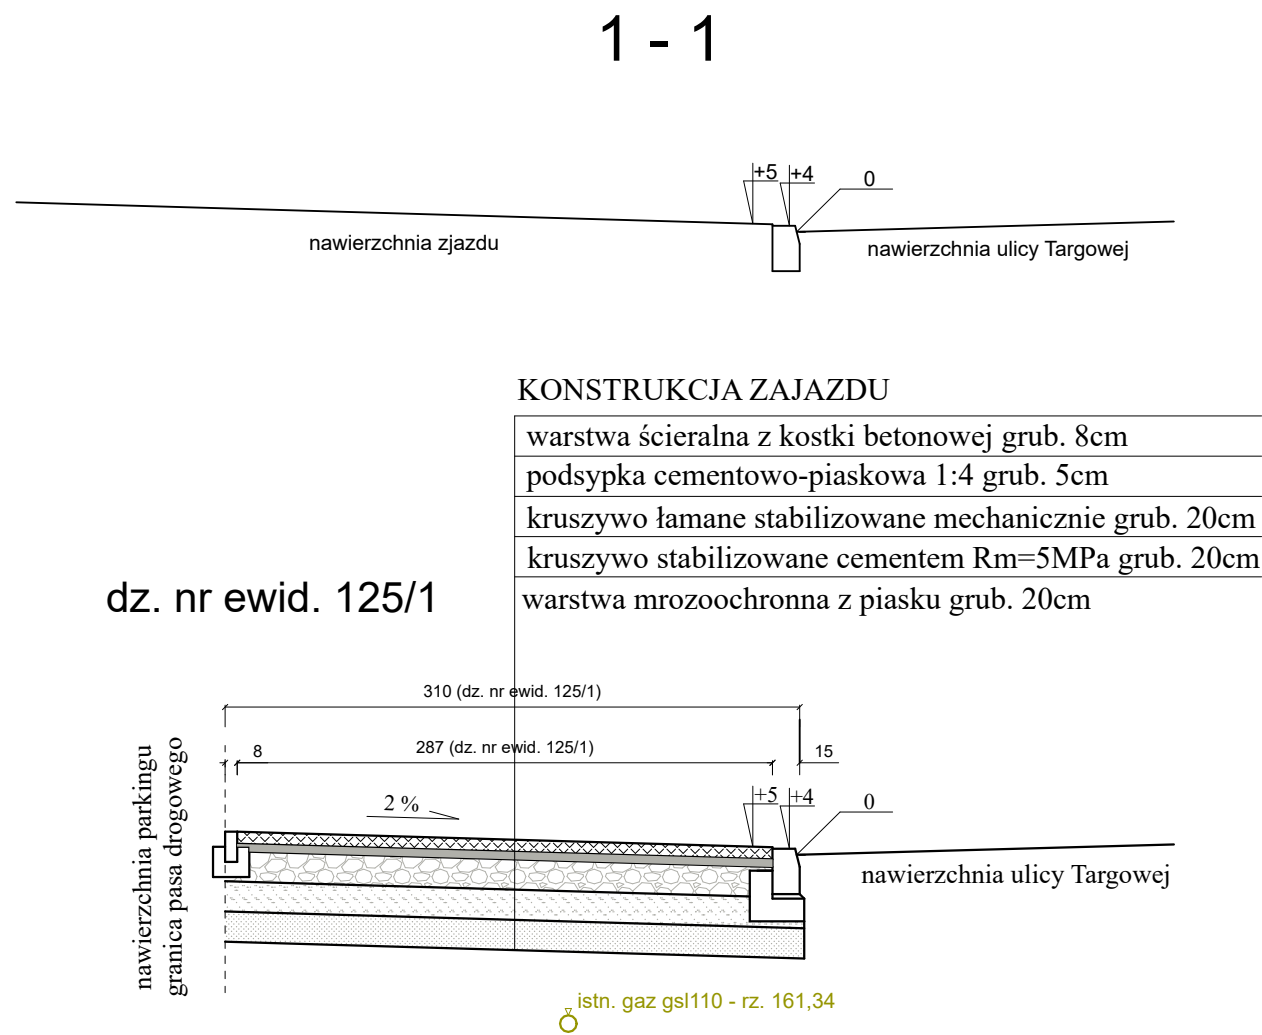 1 - 1
+5 +4 0
nawierzchnia zjazdu
nawierzchnia ulicy Targowej
KONSTRUKCJA ZAJAZDU
warstwa ścieralna z kostki betonowej grub. 8cm
podsypka cementowo-piaskowa 1:4 grub. 5cm
kruszywo łamane stabilizowane mechanicznie grub. 20cm
kruszywo stabilizowane cementem Rm=5MPa grub. 20cm
warstwa mrozoochronna z piasku grub. 20cm
dz. nr ewid. 125/1
310 (dz. nr ewid. 125/1)
8
287 (dz. nr ewid. 125/1)
15
nawierzchnia parkingu
granica pasa drogowego
2 %
+5 +4 0
nawierzchnia ulicy Targowej
istn. gaz gsl110 - rz. 161,34